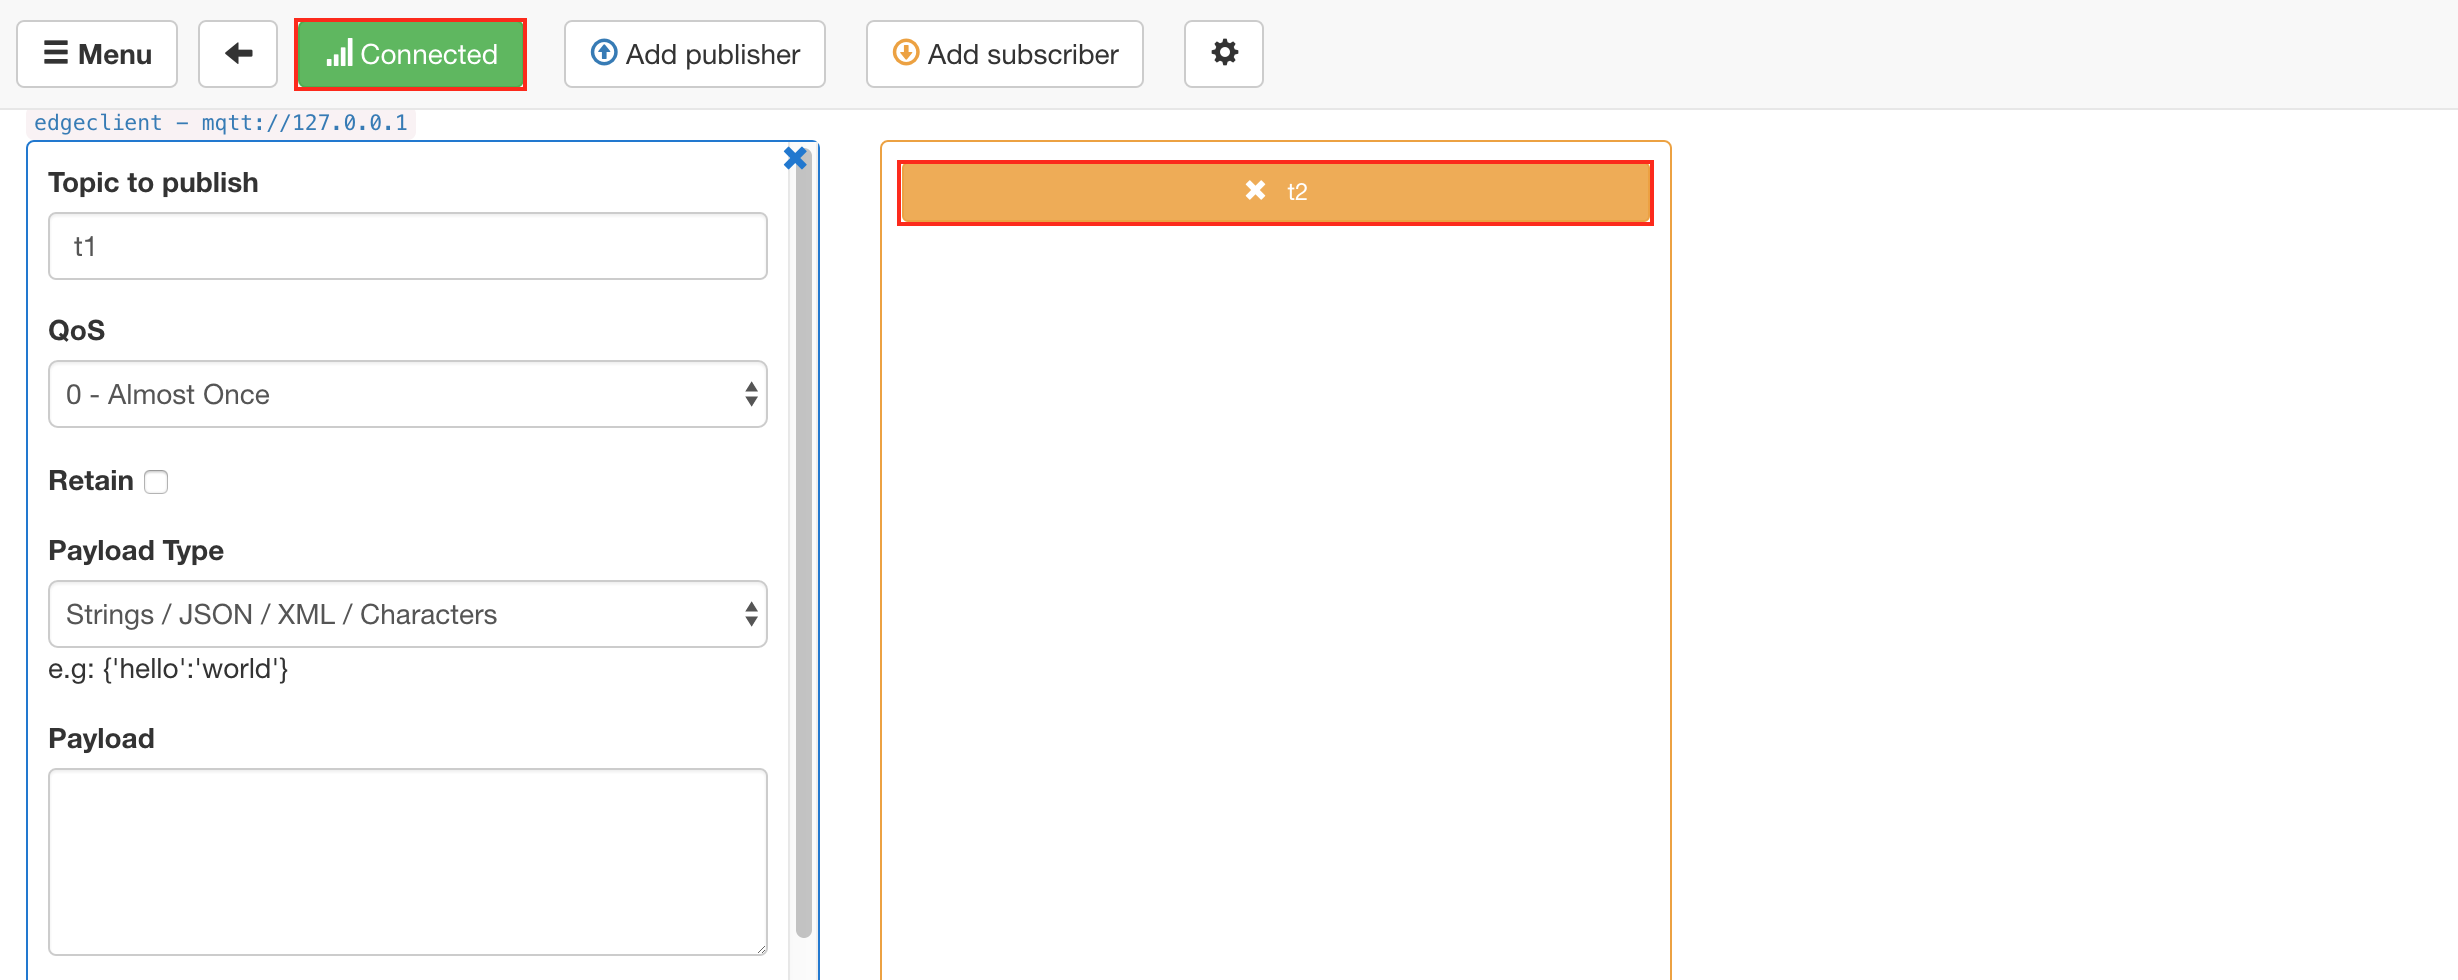 Menu Connected Add publisher Add subscriber
edgeclient - mqtt://127.0.0.1
Topic to publish
t1
QoS
0 - Almost Once
Retain
Payload Type
Strings / JSON / XML / Characters
e.g: {'hello':'world'}
Payload
t2